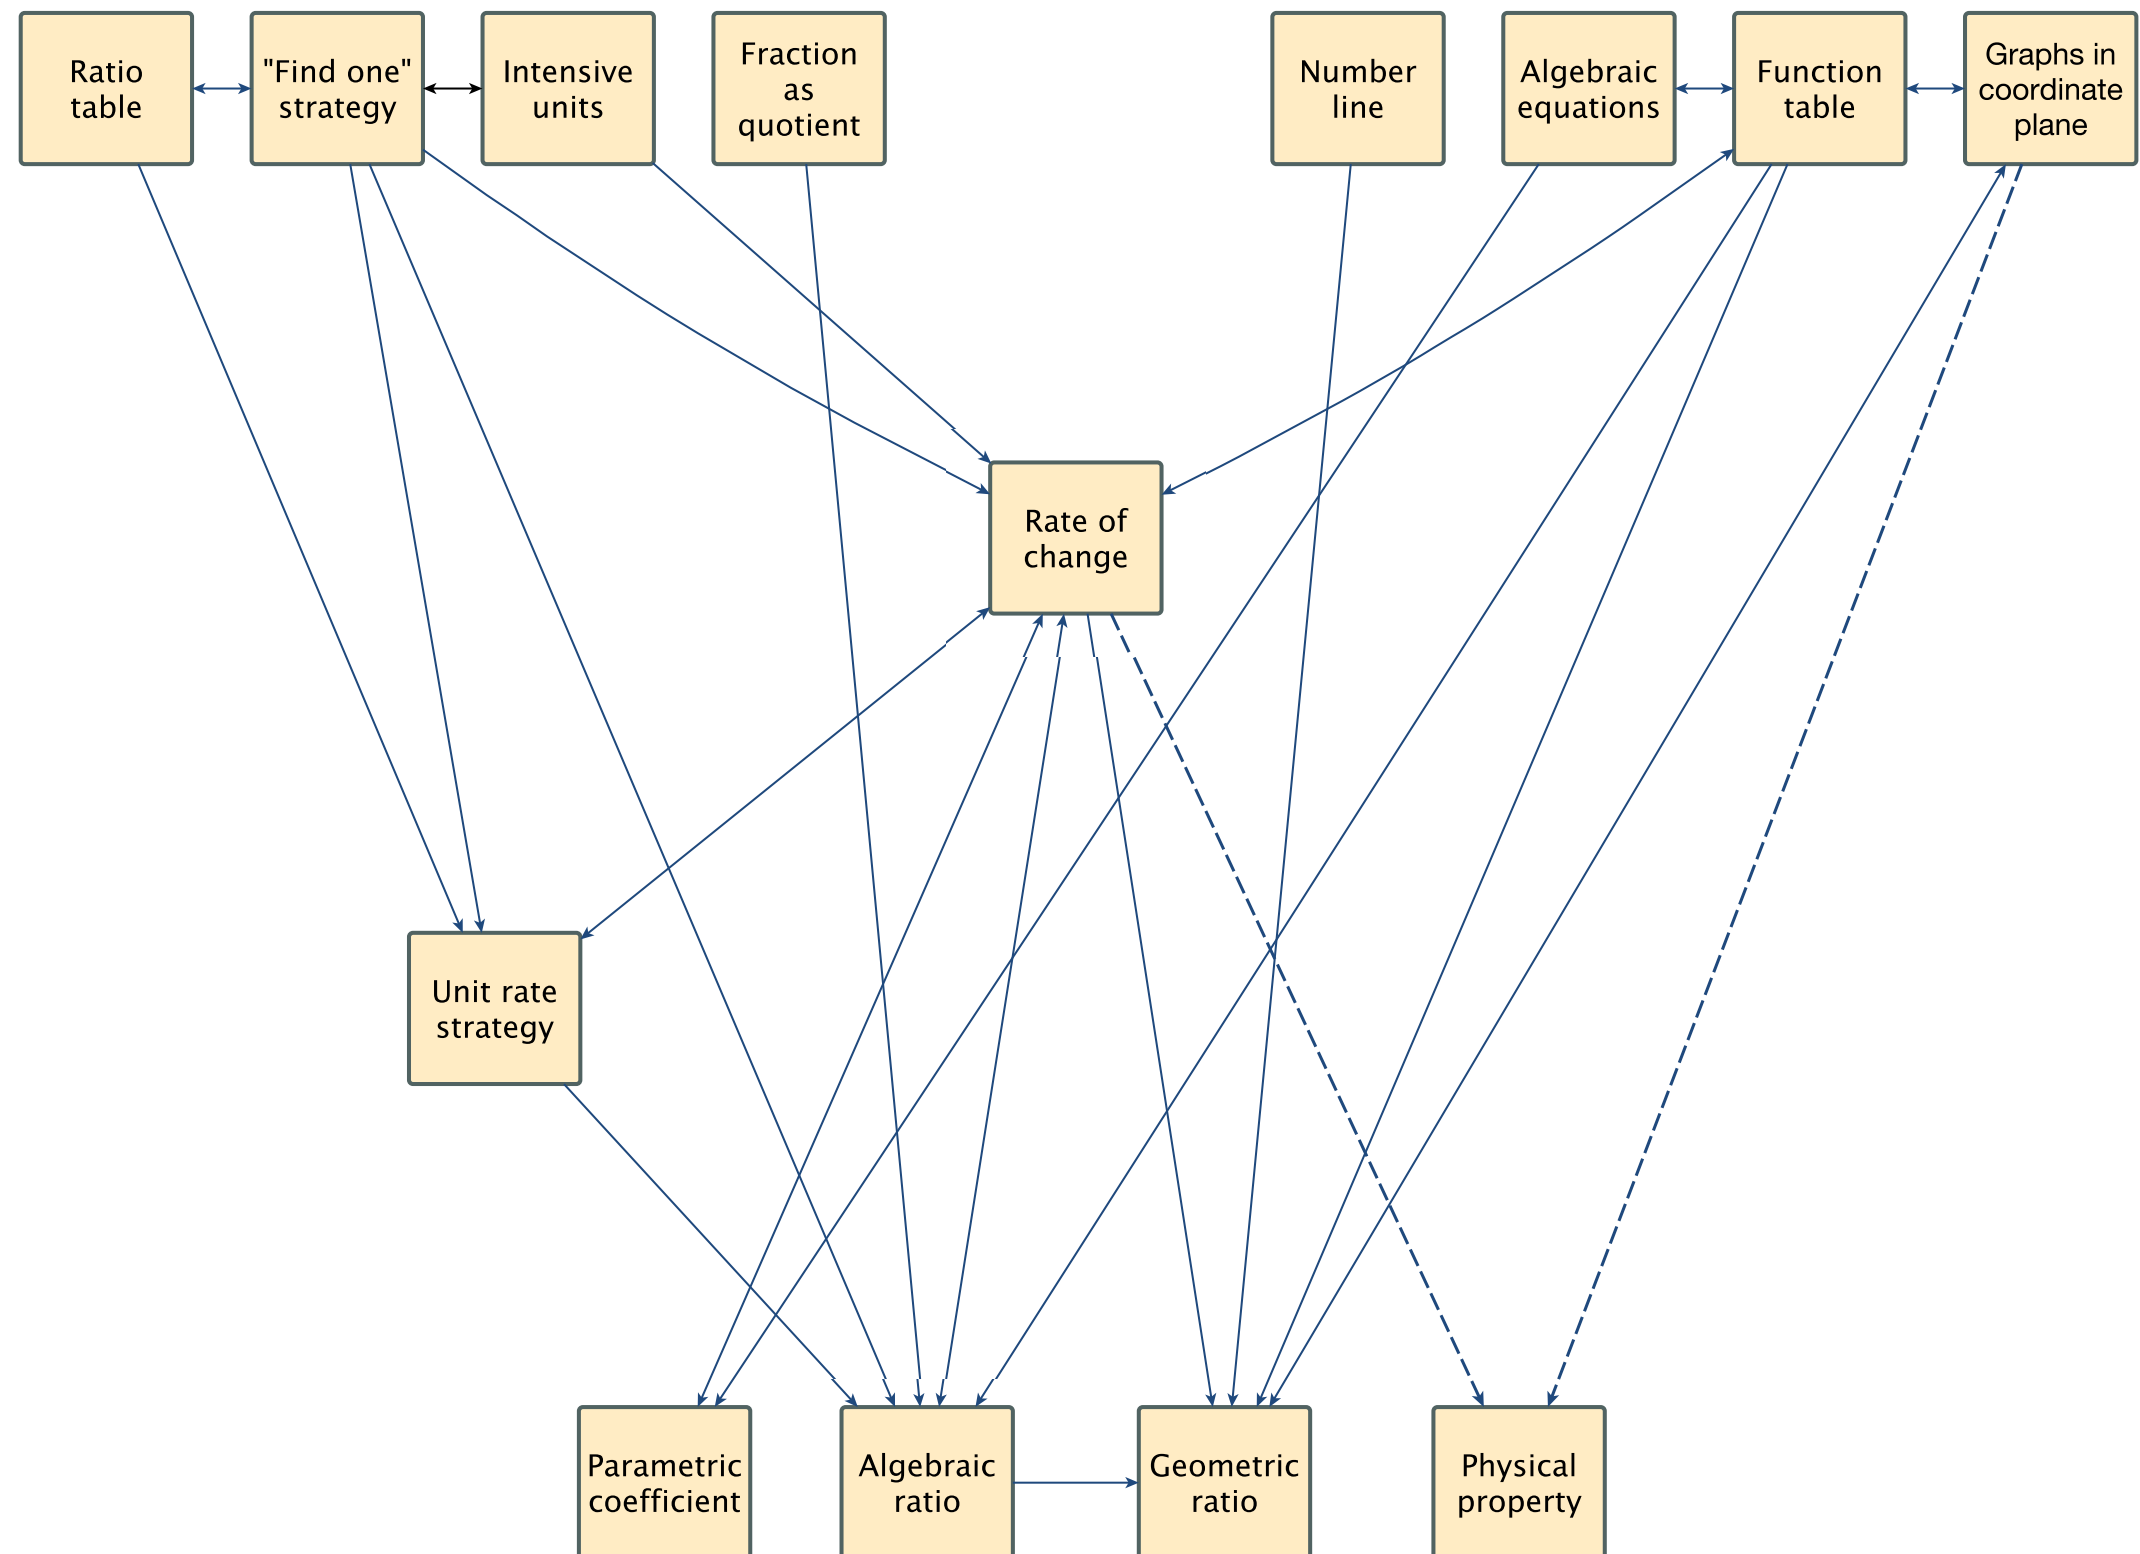 Ratio
table
"Find one"
strategy
Intensive
units
Fraction
as
quotient
Number
line
Algebraic
equations
Function
table
Graphs in
coordinate
plane
Rate of
change
Unit rate
strategy
Parametric
coefficient
Algebraic
ratio
Geometric
ratio
Physical
property